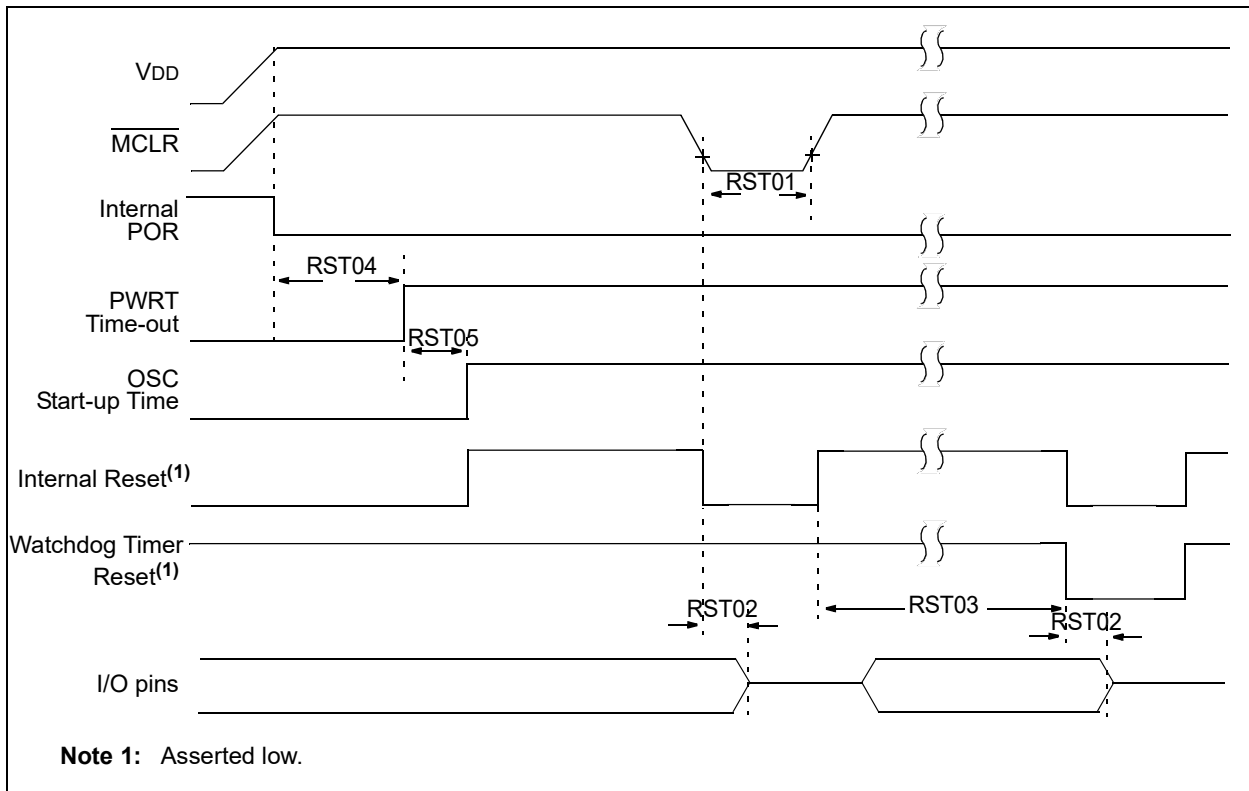 VDD
MCLR
RST01
Internal
POR
RST04
PWRT
Time-out
RST05
OSC
Start-up Time
Internal Reset(1)
Watchdog Timer
Reset(1)
RST02
RST03
RST02
I/O pins
Note 1: Asserted low.